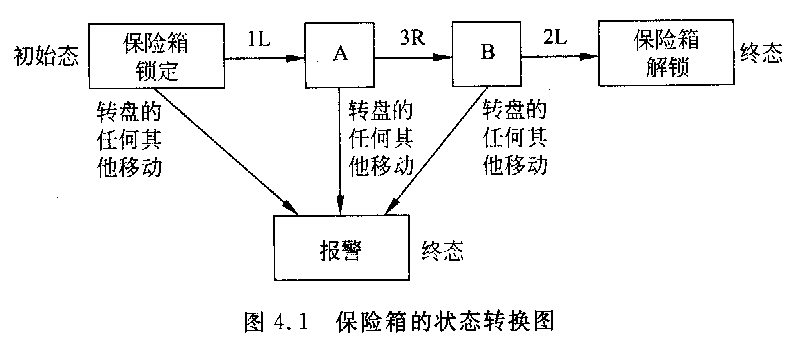 初始态
保险箱
锁定
1L
A
3R
B
2L
保险箱
解锁
终态
转盘的
任何其
他移动
转盘的
任何其
他移动
转盘的
任何其
他移动
报警
终态
图 4.1 保险箱的状态转换图